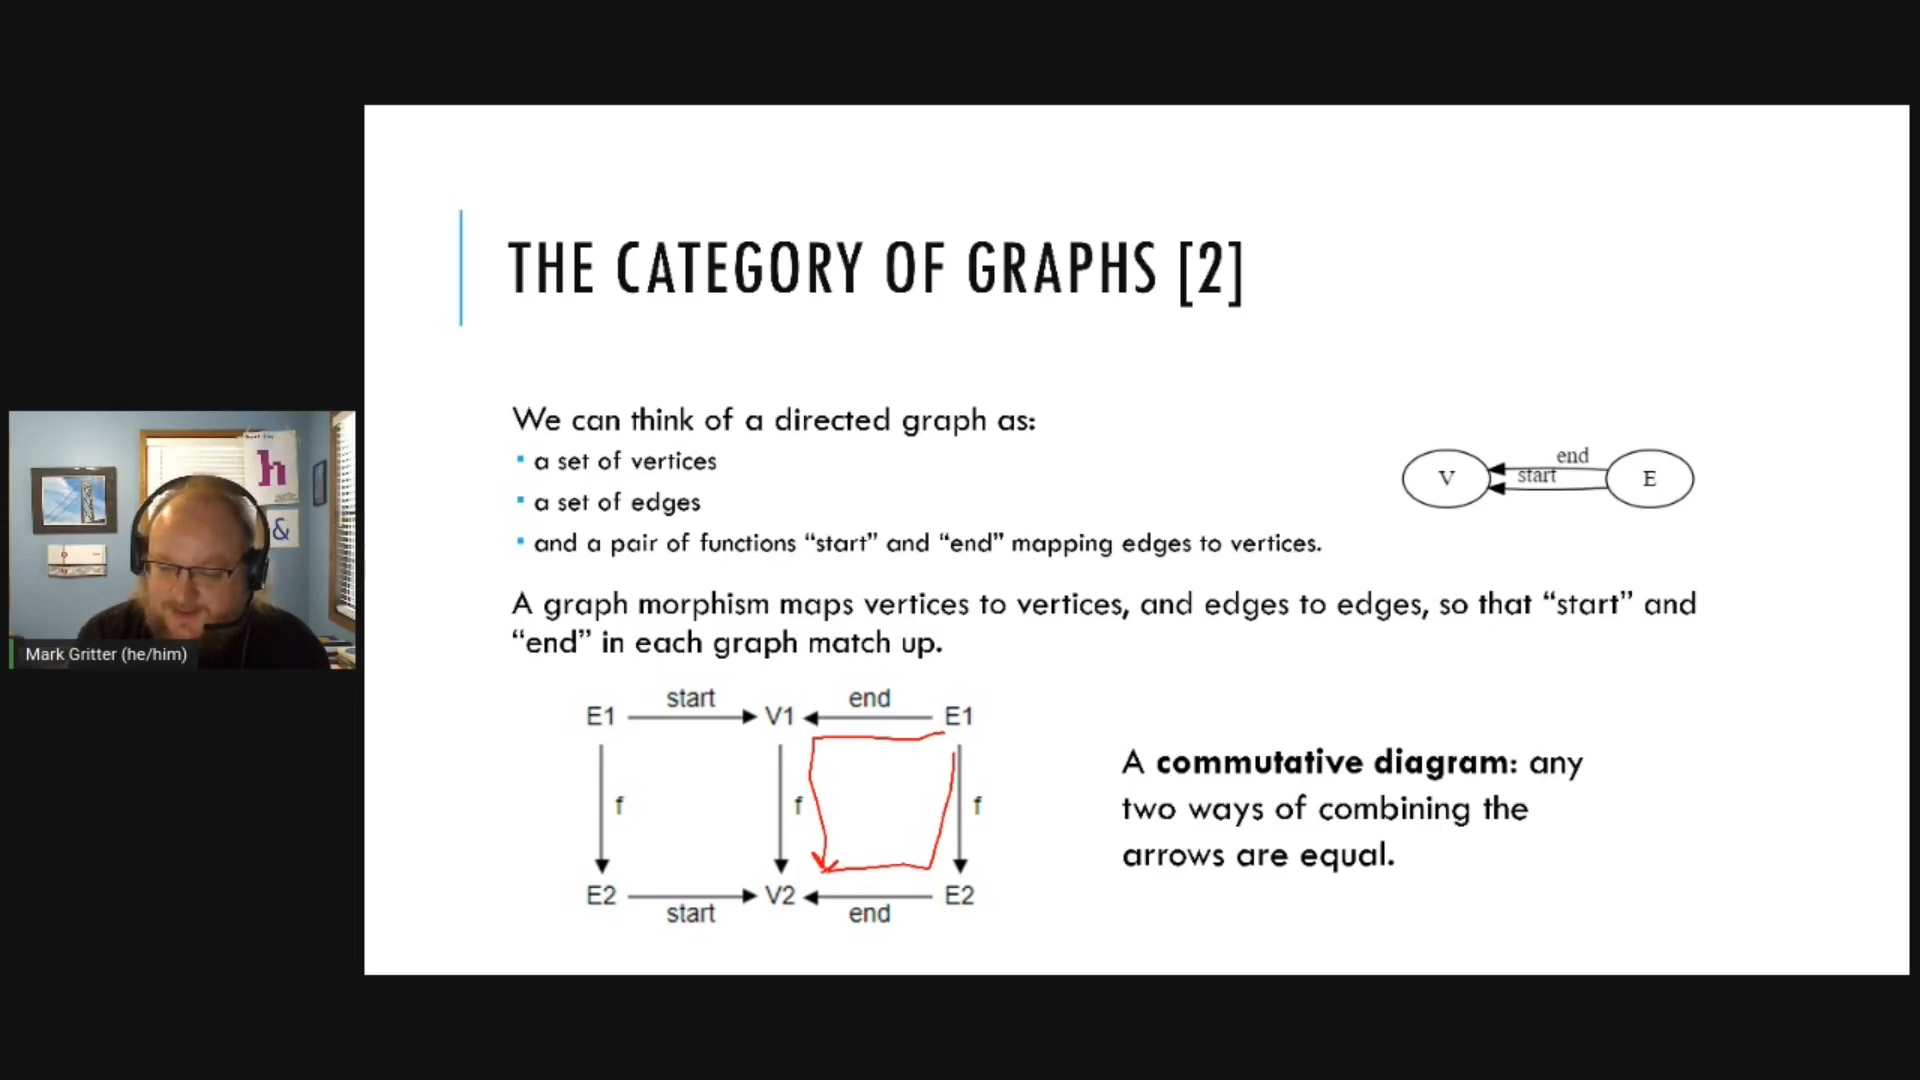 THE CATEGORY OF GRAPHS [2]
We can think of a directed graph as:
a set of vertices
a set of edges
and a pair of functions “start” and “end” mapping edges to vertices.
end
start
V
E
A graph morphism maps vertices to vertices, and edges to edges, so that “start” and
“end” in each graph match up.
start
end
E1
V1
E1
f
f
f
E2
V2
E2
start
end
A commutative diagram: any
two ways of combining the
arrows are equal.
h
&
Mark Gritter (he/him)